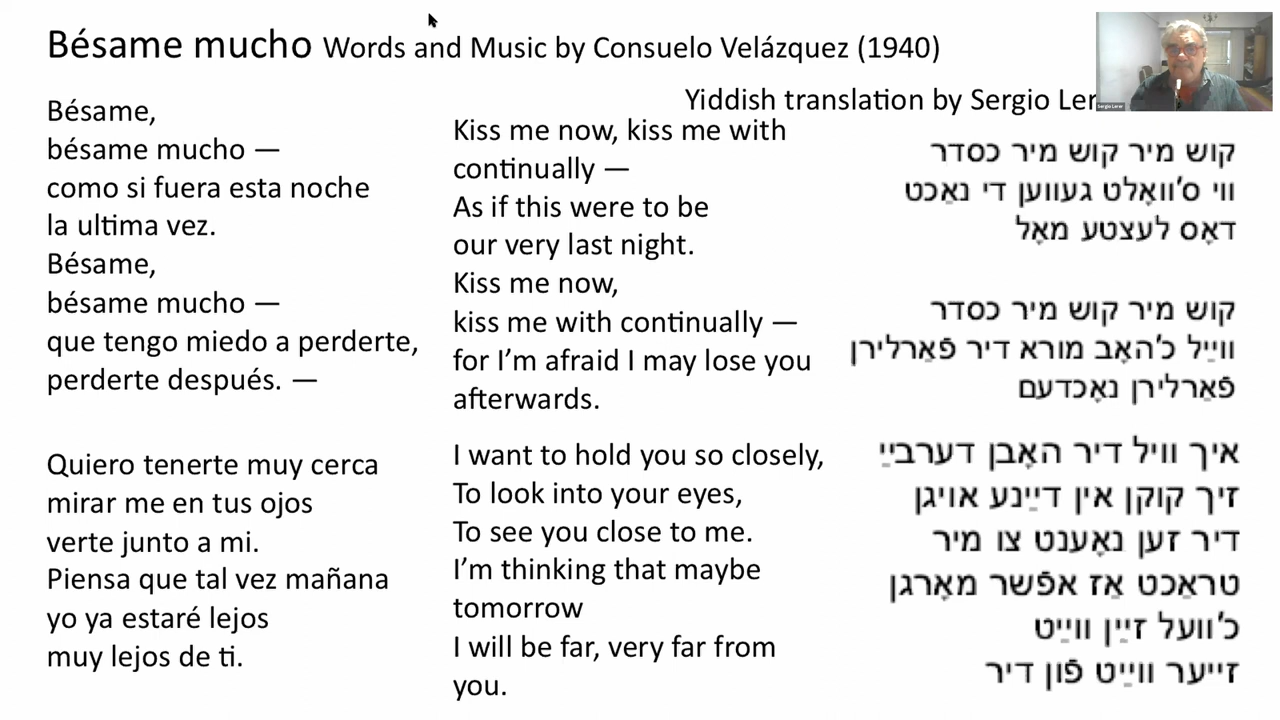 Bésame mucho Words and Music by Consuelo Velázquez (1940)
Yiddish translation by Sergio
Bésame,
bésame mucho —
como si fuera esta noche
la ultima vez.
Bésame,
bésame mucho —
que tengo miedo a perderte,
perderte después. —
Quiero tenerte muy cerca
mirar me en tus ojos
verte junto a mi.
Piensa que tal vez mañana
yo ya estaré lejos
muy lejos de ti.
Kiss me now, kiss me with
continually —
As if this were to be
our very last night.
Kiss me now,
kiss me with continually —
for I’m afraid I may lose you
afterwards.
I want to hold you so closely,
To look into your eyes,
To see you close to me.
I’m thinking that maybe
tomorrow
I will be far, very far from
you.
קוש מיר קוש מיר כסדר
ווי ס'וואָלט געווען די נאַכט
דאָס לעצטע מאָל
קוש מיר קוש מיר כסדר
ווײַל כ'האָב מורא דיר פֿאַרלירן
פֿאַרלירן נאָכדעם
איך וויל דיר האָבן דערבײַ
זיך קוקן אין דײַנע אויגן
דיר זען נאָענט צו מיר
טראַכט אַז אפֿשר מאָרגן
כ'וועל זײַן ווײַט
זייער ווײַט פֿון דיר
Sergio Lerer